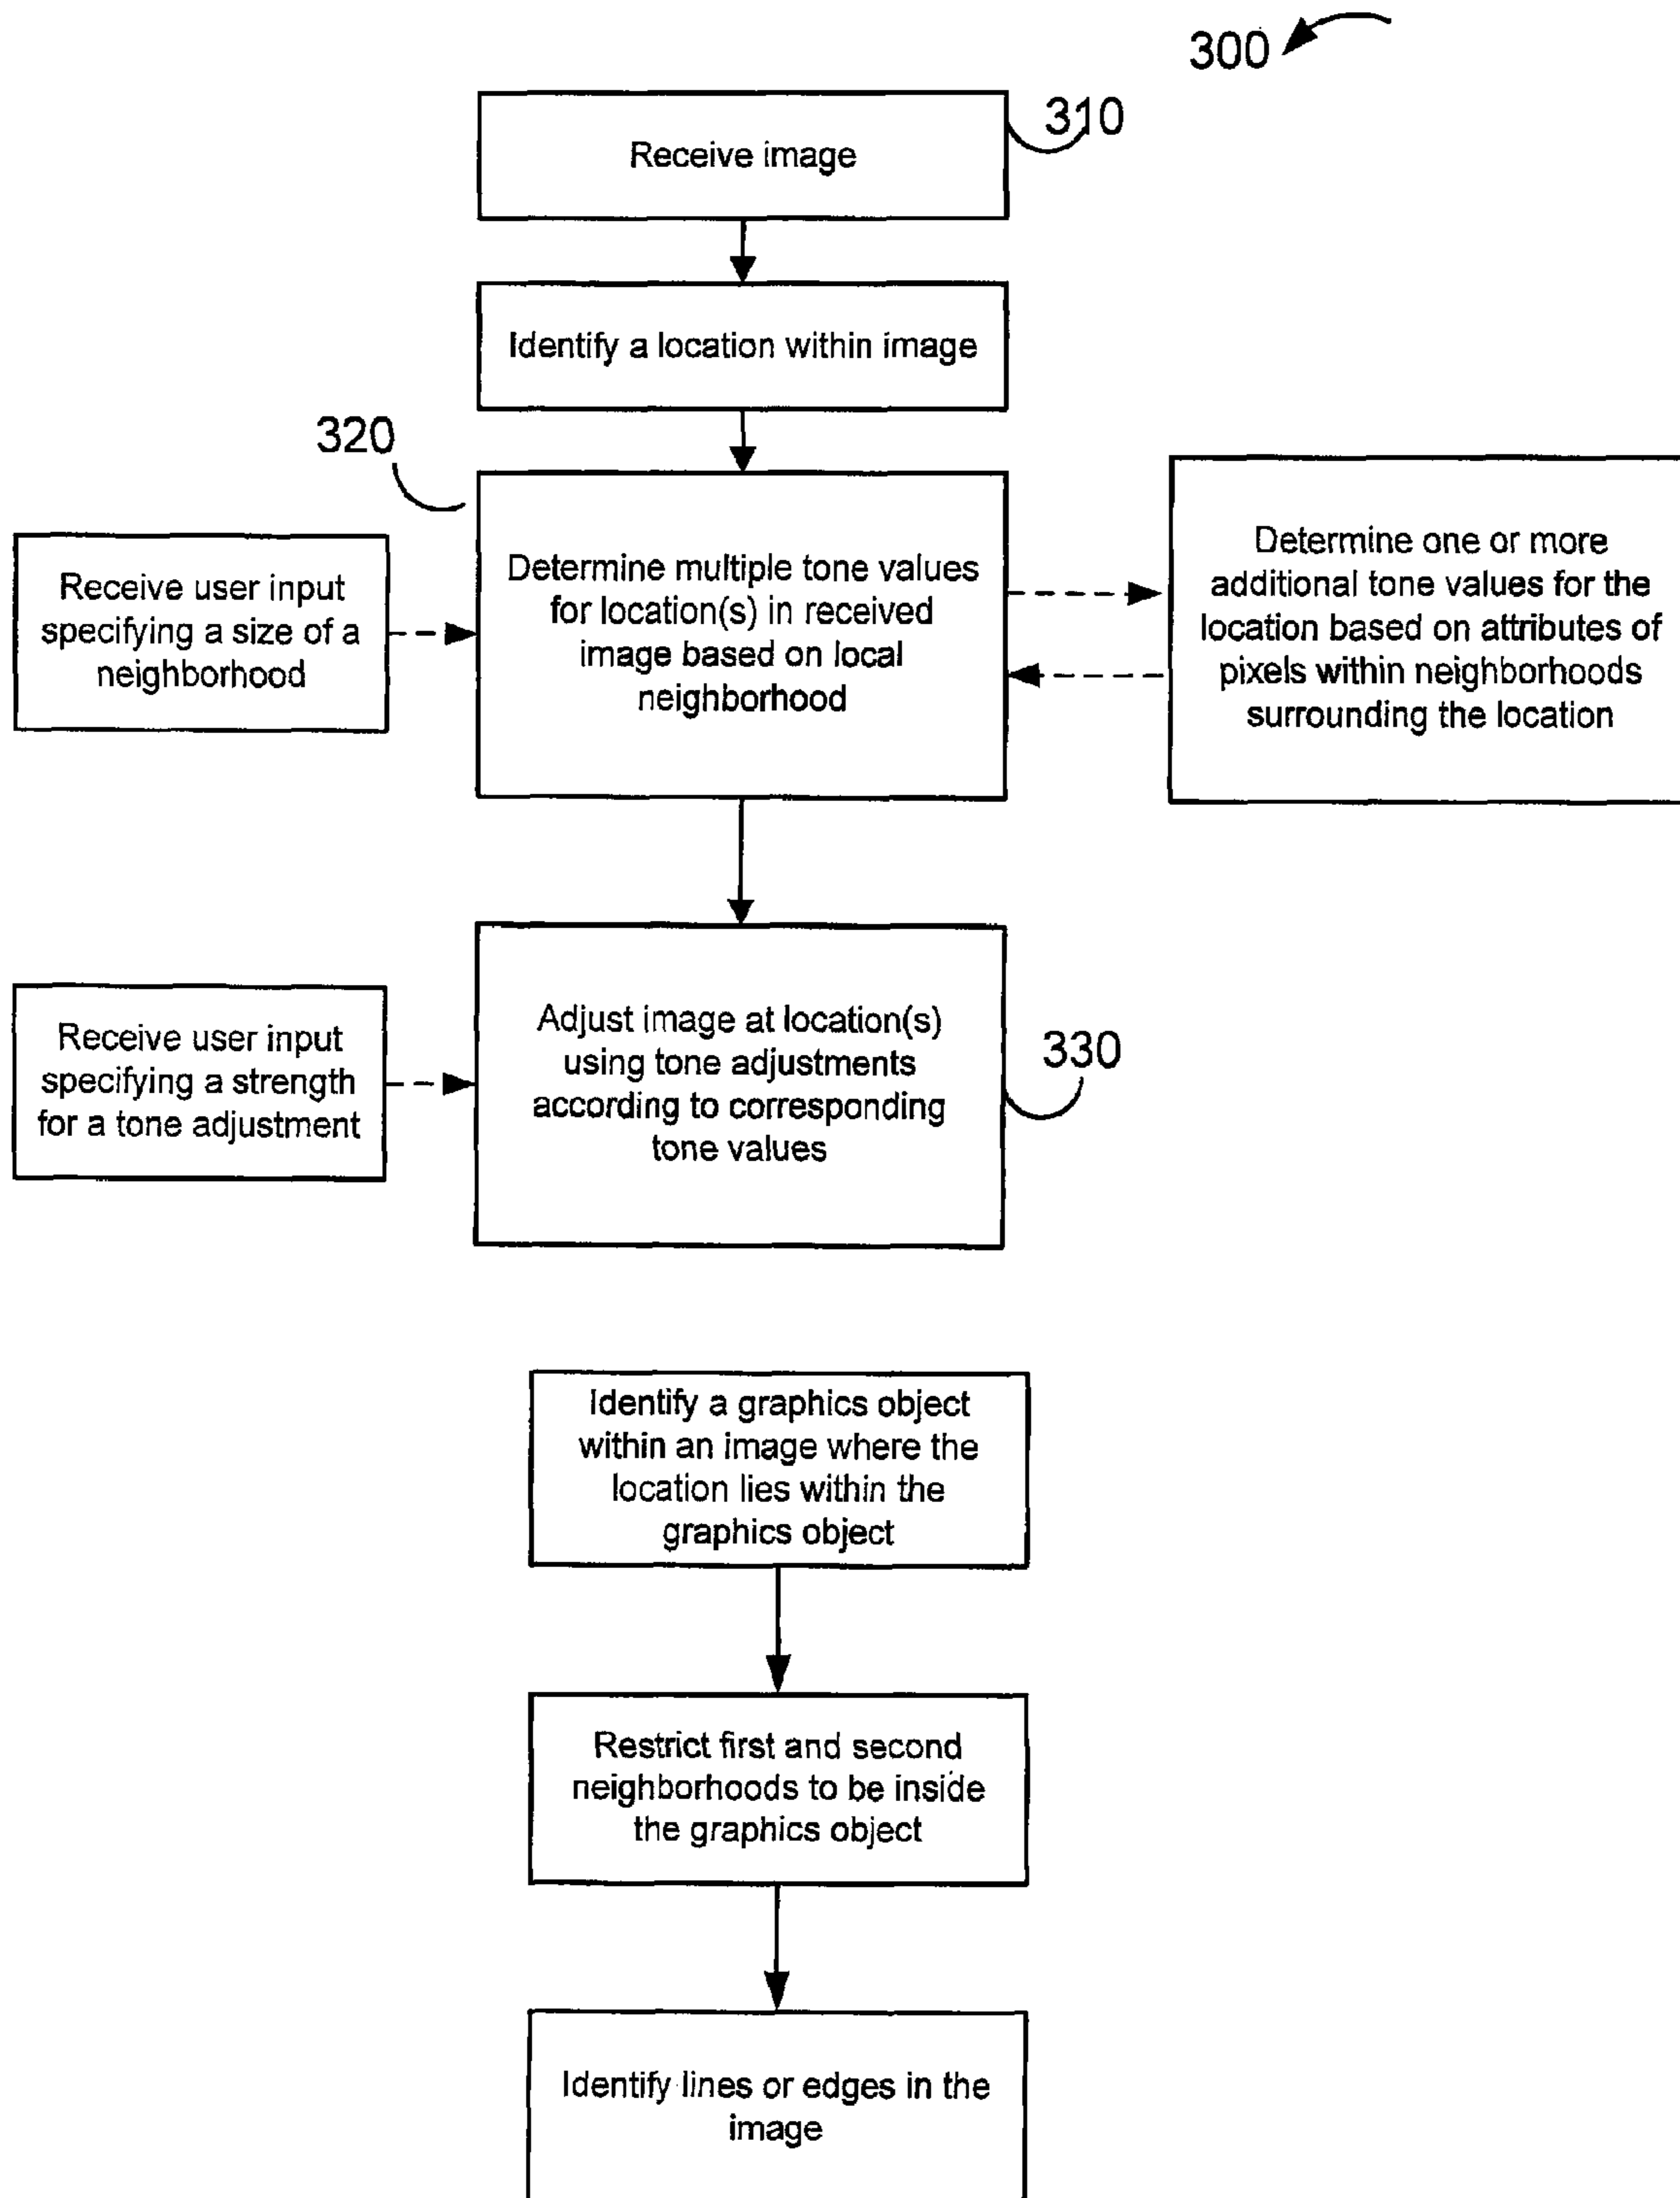 300
310
Receive image
Identify a location within image
320
Receive user input
specifying a size of a
neighborhood
Determine multiple tone values
for location(s) in received
image based on local
neighborhood
Determine one or more
additional tone values for the
location based on attributes of
pixels within neighborhoods
surrounding the location
Receive user input
specifying a strength
for a tone adjustment
Adjust image at location(s)
using tone adjustments
according to corresponding
tone values
330
Identify a graphics object
within an image where the
location lies within the
graphics object
Restrict first and second
neighborhoods to be inside
the graphics object
Identify lines or edges in the
image